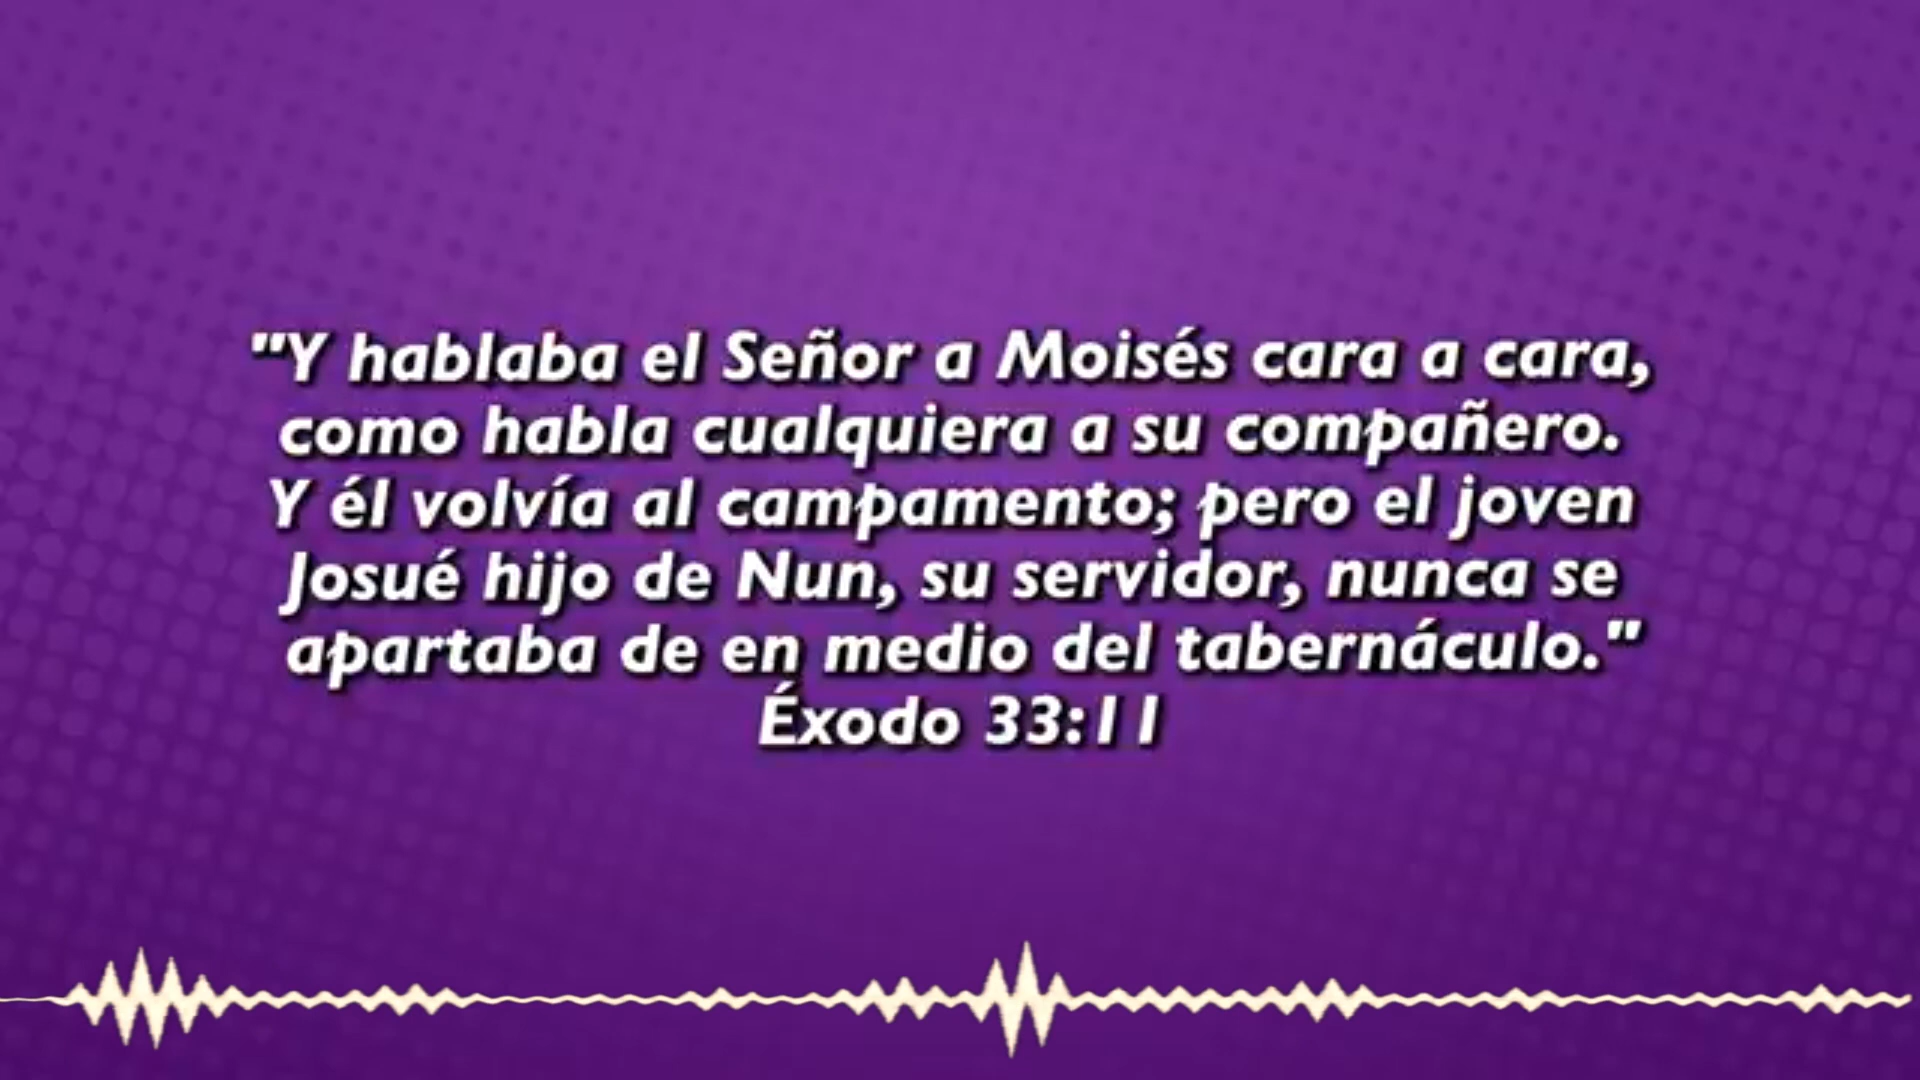 "Y hablaba el Señor a Moisés cara a cara,
como habla cualquiera a su compañero.
Y él volvía al campamento; pero el joven
Josué hijo de Nun, su servidor, nunca se
apartaba de en medio del tabernáculo."
Éxodo 33:11